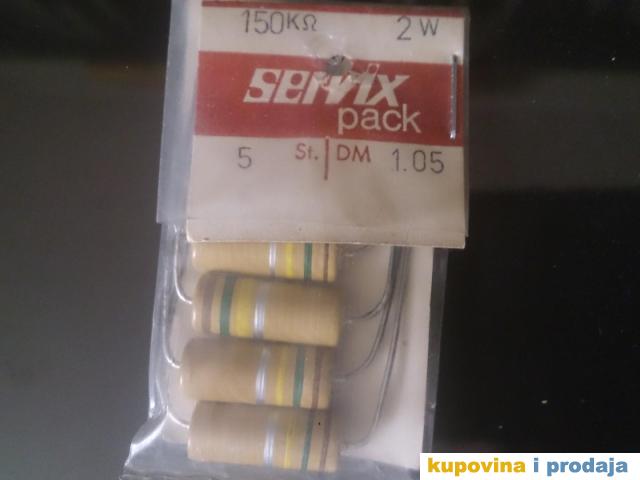 150KΩ 2W
servix
pack
5 St. DM 1.05
kupovina i prodaja